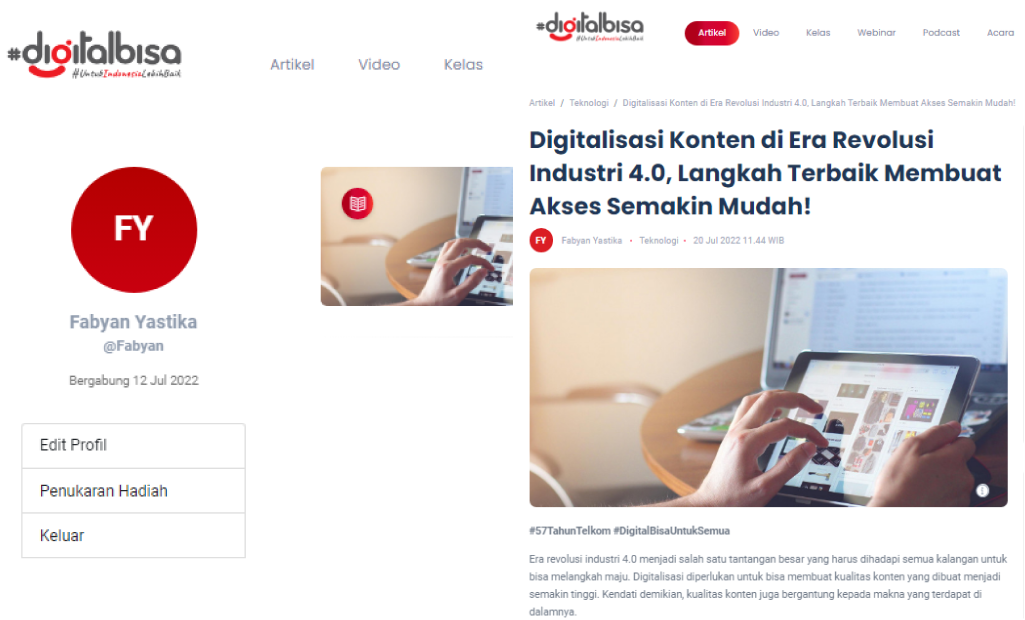 #digitalbisa
#UntukIndonesiaLebihBaik
Artikel Video Kelas
FY
Fabyan Yastika
@Fabyan
Bergabung 12 Jul 2022
Edit Profil
Penukaran Hadiah
Keluar
#digitalbisa
#UntukIndonesiaLebihBaik
Artikel Video Kelas Webinar Podcast Acara
Artikel / Teknologi / Digitalisasi Konten di Era Revolusi Industri 4.0, Langkah Terbaik Membuat Akses Semakin Mudah!
Digitalisasi Konten di Era Revolusi
Industri 4.0, Langkah Terbaik Membuat
Akses Semakin Mudah!
FY Fabyan Yastika • Teknologi • 20 Jul 2022 11.44 WIB
#57TahunTelkom #DigitalBisaUntukSemua
Era revolusi industri 4.0 menjadi salah satu tantangan besar yang harus dihadapi semua kalangan untuk
bisa melangkah maju. Digitalisasi diperlukan untuk bisa membuat kualitas konten yang dibuat menjadi
semakin tinggi. Kendati demikian, kualitas konten juga bergantung kepada makna yang terdapat di
dalamnya.